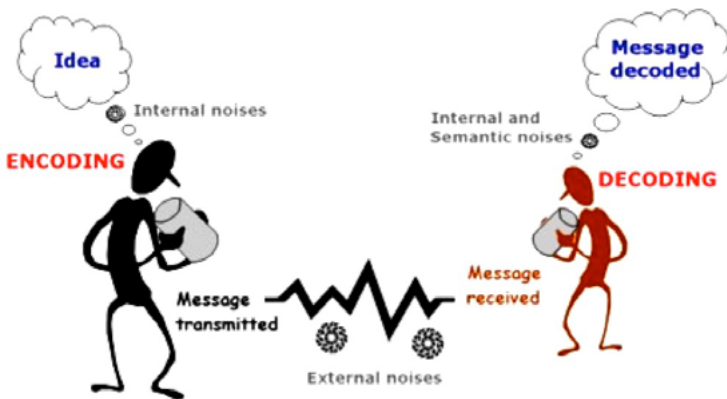 Idea
Internal noises
ENCODING
Message
transmitted
External noises
Message
received
Internal and
Semantic noises
DECODING
Message
decoded